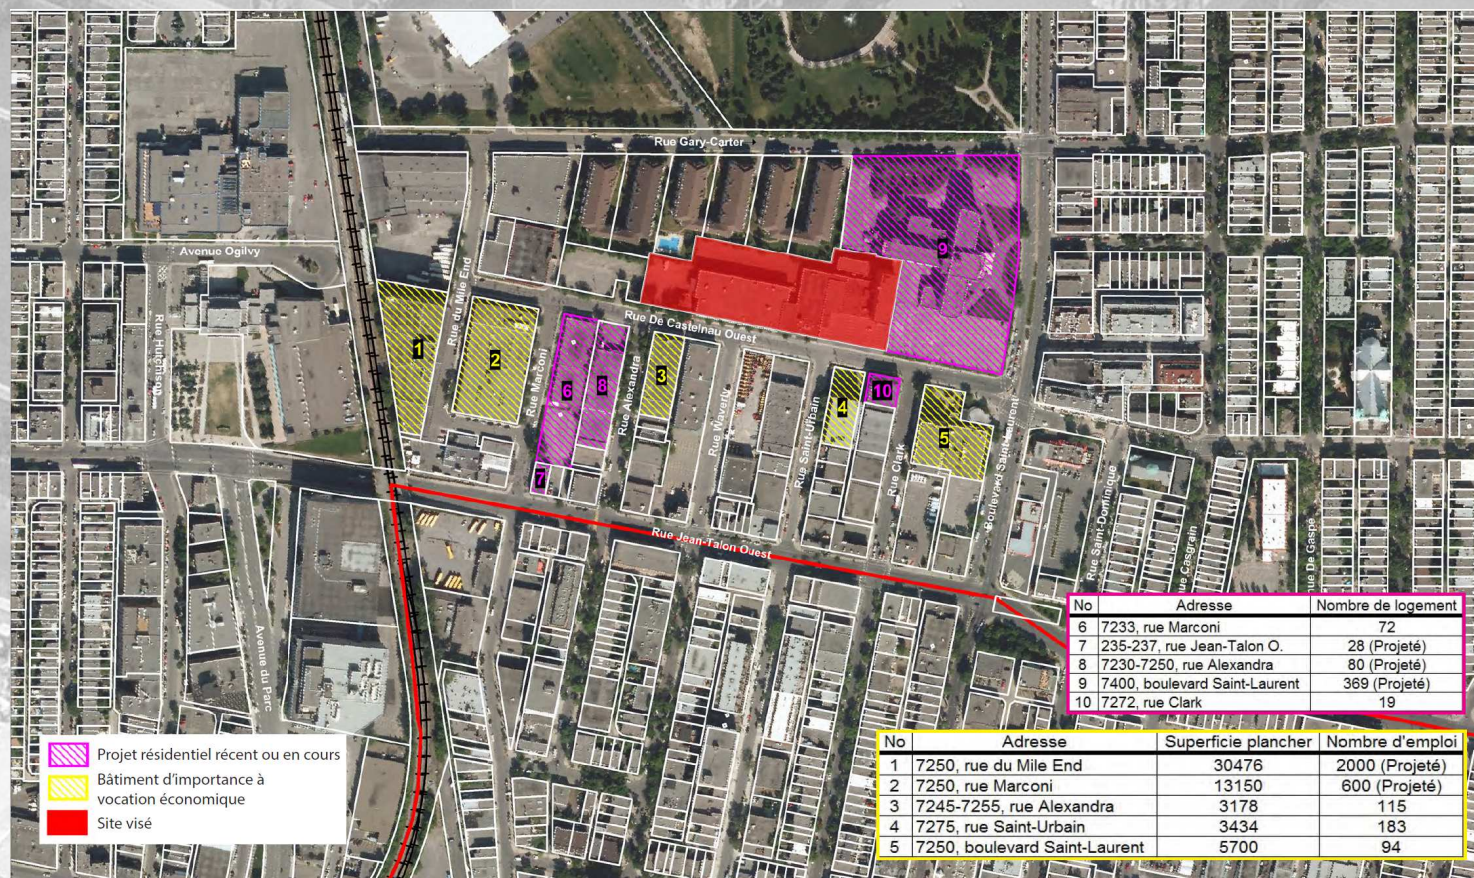 Rue Gary-Carter
Avenue Ogilvy
Rue Hutchison
Rue du Mile End
Rue De Castelnau Ouest
Rue Marconi
Rue Alexandra
Rue Waverly
Rue Saint-Urbain
Rue Clark
Boulevard Saint-Laurent
Rue Saint-Dominique
Rue Jean-Talon Ouest
Avenue du Parc
1
2
3
4
5
6
7
8
9
10
No Adresse Nombre de logement
6 7233, rue Marconi 72
7 235-237, rue Jean-Talon O. 28 (Projeté)
8 7230-7250, rue Alexandra 80 (Projeté)
9 7400, boulevard Saint-Laurent 369 (Projeté)
10 7272, rue Clark 19
No Adresse Superficie plancher Nombre d'emploi
1 7250, rue du Mile End 30476 2000 (Projeté)
2 7250, rue Marconi 13150 600 (Projeté)
3 7245-7255, rue Alexandra 3178 115
4 7275, rue Saint-Urbain 3434 183
5 7250, boulevard Saint-Laurent 5700 94
Projet résidentiel récent ou en cours
Bâtiment d'importance à
vocation économique
Site visé
ue Casgrain
nue De Gaspé